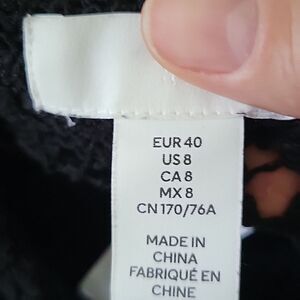 EUR 40
US 8
CA 8
MX 8
CN 170/76A
MADE IN
CHINA
FABRIQUÉ EN
CHINE